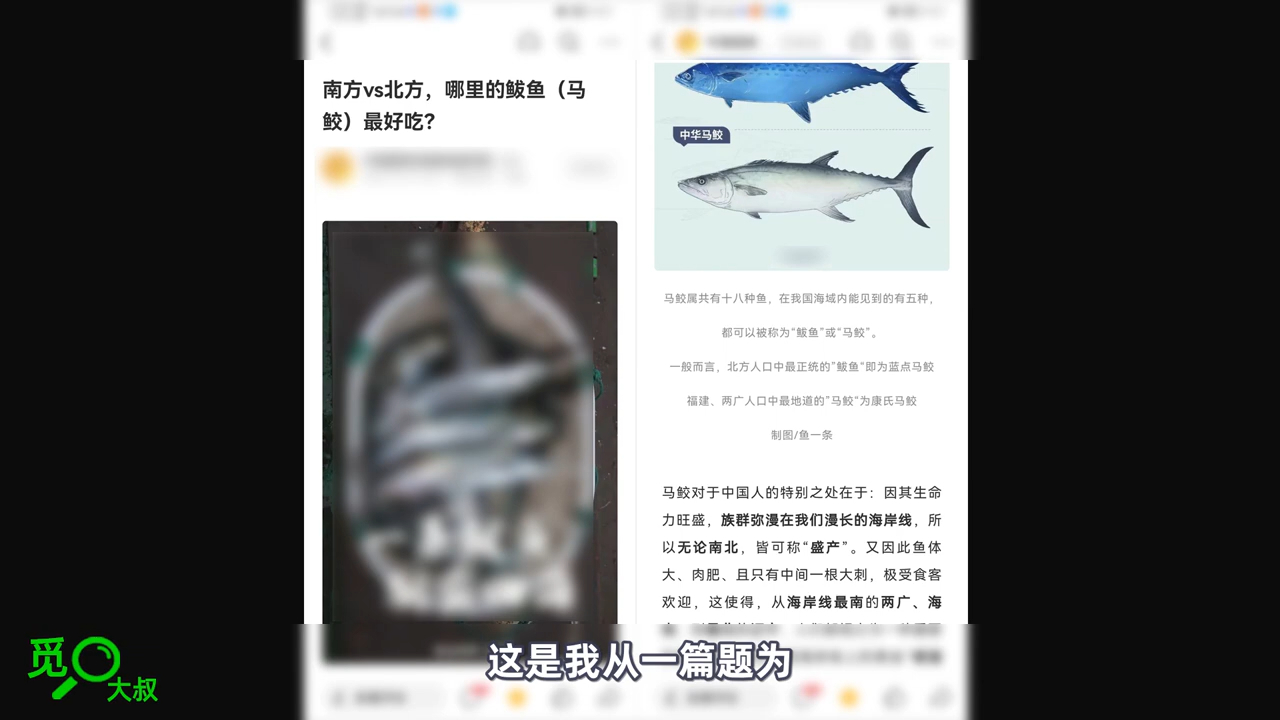 南方vs北方，哪里的鲅鱼（马
鲛）最好吃？
中华马鲛
马鲛属共有十八种鱼，在我国海域内能见到的有五种，
都可以被称为“鲅鱼”或“马鲛”。
一般而言，北方人口中最正统的”鲅鱼“即为蓝点马鲛
福建、两广人口中最地道的”马鲛“为康氏马鲛
制图/鱼一条
马鲛对于中国人的特别之处在于：因其生命
力旺盛，族群弥漫在我们漫长的海岸线，所
以无论南北，皆可称“盛产”。又因此鱼体
大、肉肥、且只有中间一根大刺，极受食客
欢迎，这使得，从海岸线最南的两广、海
这是我从一篇题为
觅
大叔